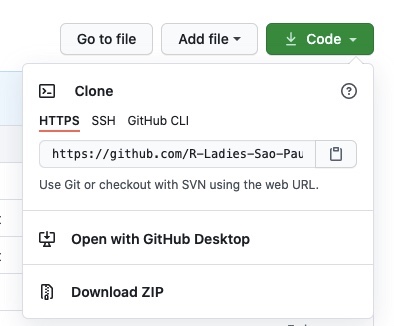 Go to file Add file Code
Clone
HTTPS SSH GitHub CLI
https://github.com/R-Ladies-Sao-Pau
Use Git or checkout with SVN using the web URL.
Open with GitHub Desktop
Download ZIP